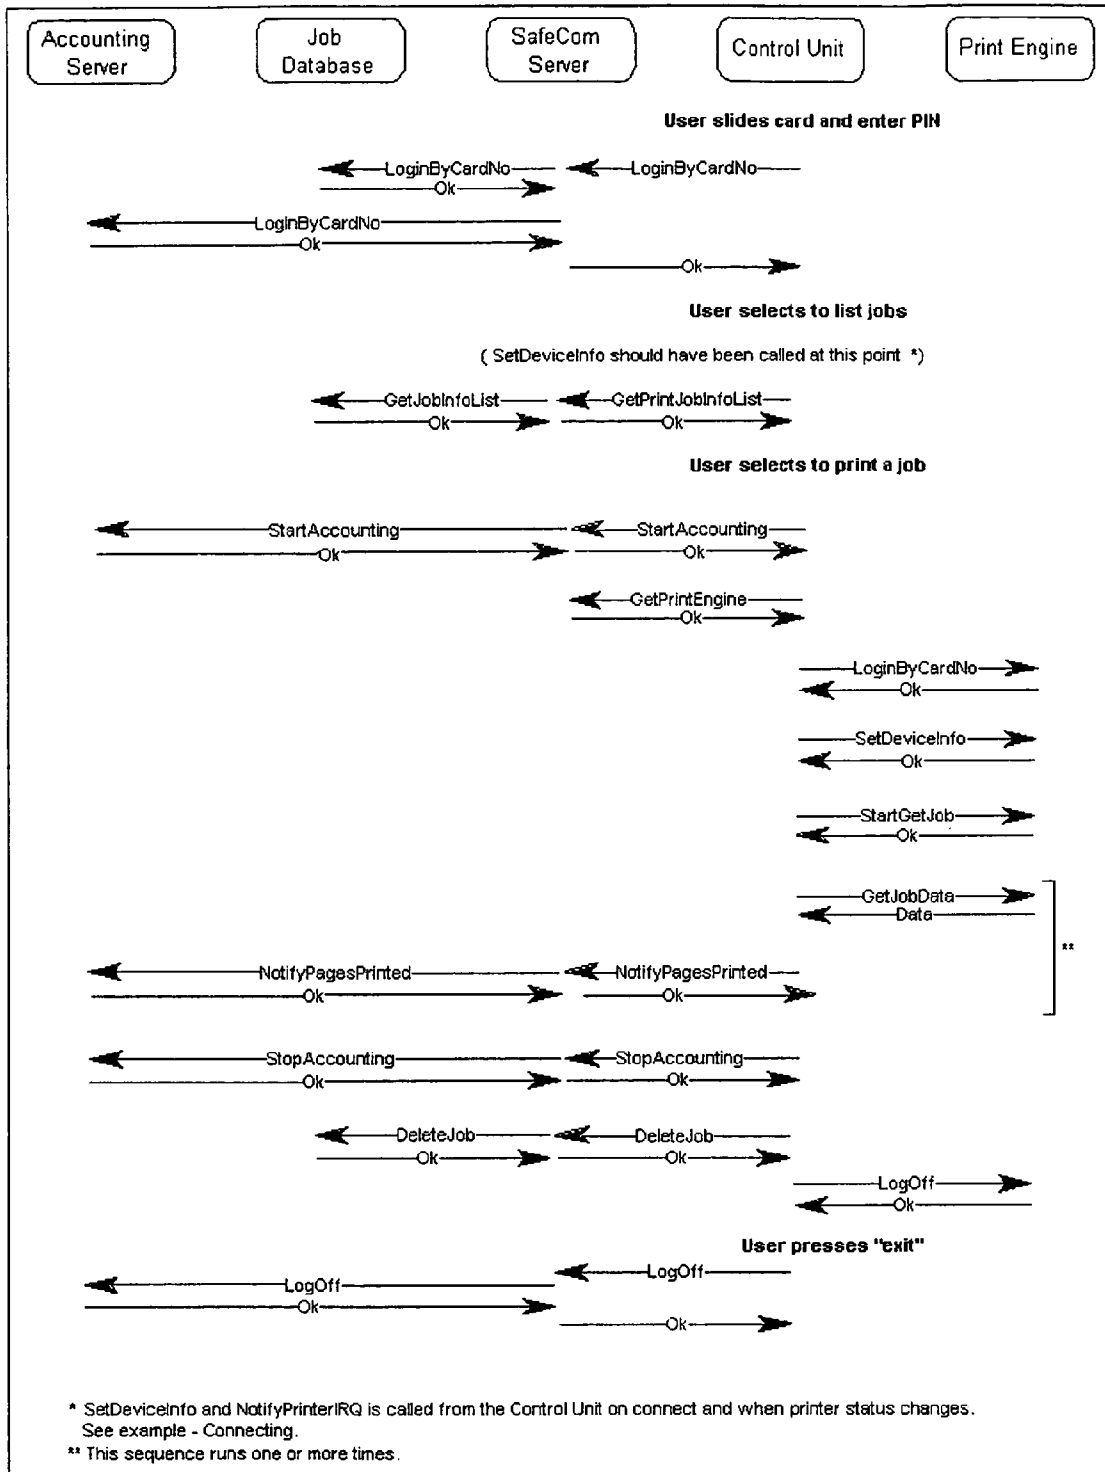 Accounting Server
Job Database
SafeCom Server
Control Unit
Print Engine
User slides card and enter PIN
LoginByCardNo LoginByCardNo
Ok
LoginByCardNo
Ok
Ok
User selects to list jobs
( SetDeviceInfo should have been called at this point *)
GetJobInfoList GetPrintJobInfoList
Ok Ok
User selects to print a job
StartAccounting StartAccounting
Ok Ok
GetPrintEngine
Ok
LoginByCardNo
Ok
SetDeviceInfo
Ok
StartGetJob
Ok
GetJobData
Data
**
NotifyPagesPrinted NotifyPagesPrinted
Ok Ok
StopAccounting StopAccounting
Ok Ok
DeleteJob DeleteJob
Ok Ok
LogOff
Ok
User presses "exit"
LogOff
LogOff
Ok
Ok
* SetDeviceInfo and NotifyPrinterIRQ is called from the Control Unit on connect and when printer status changes.
See example - Connecting.
** This sequence runs one or more times.